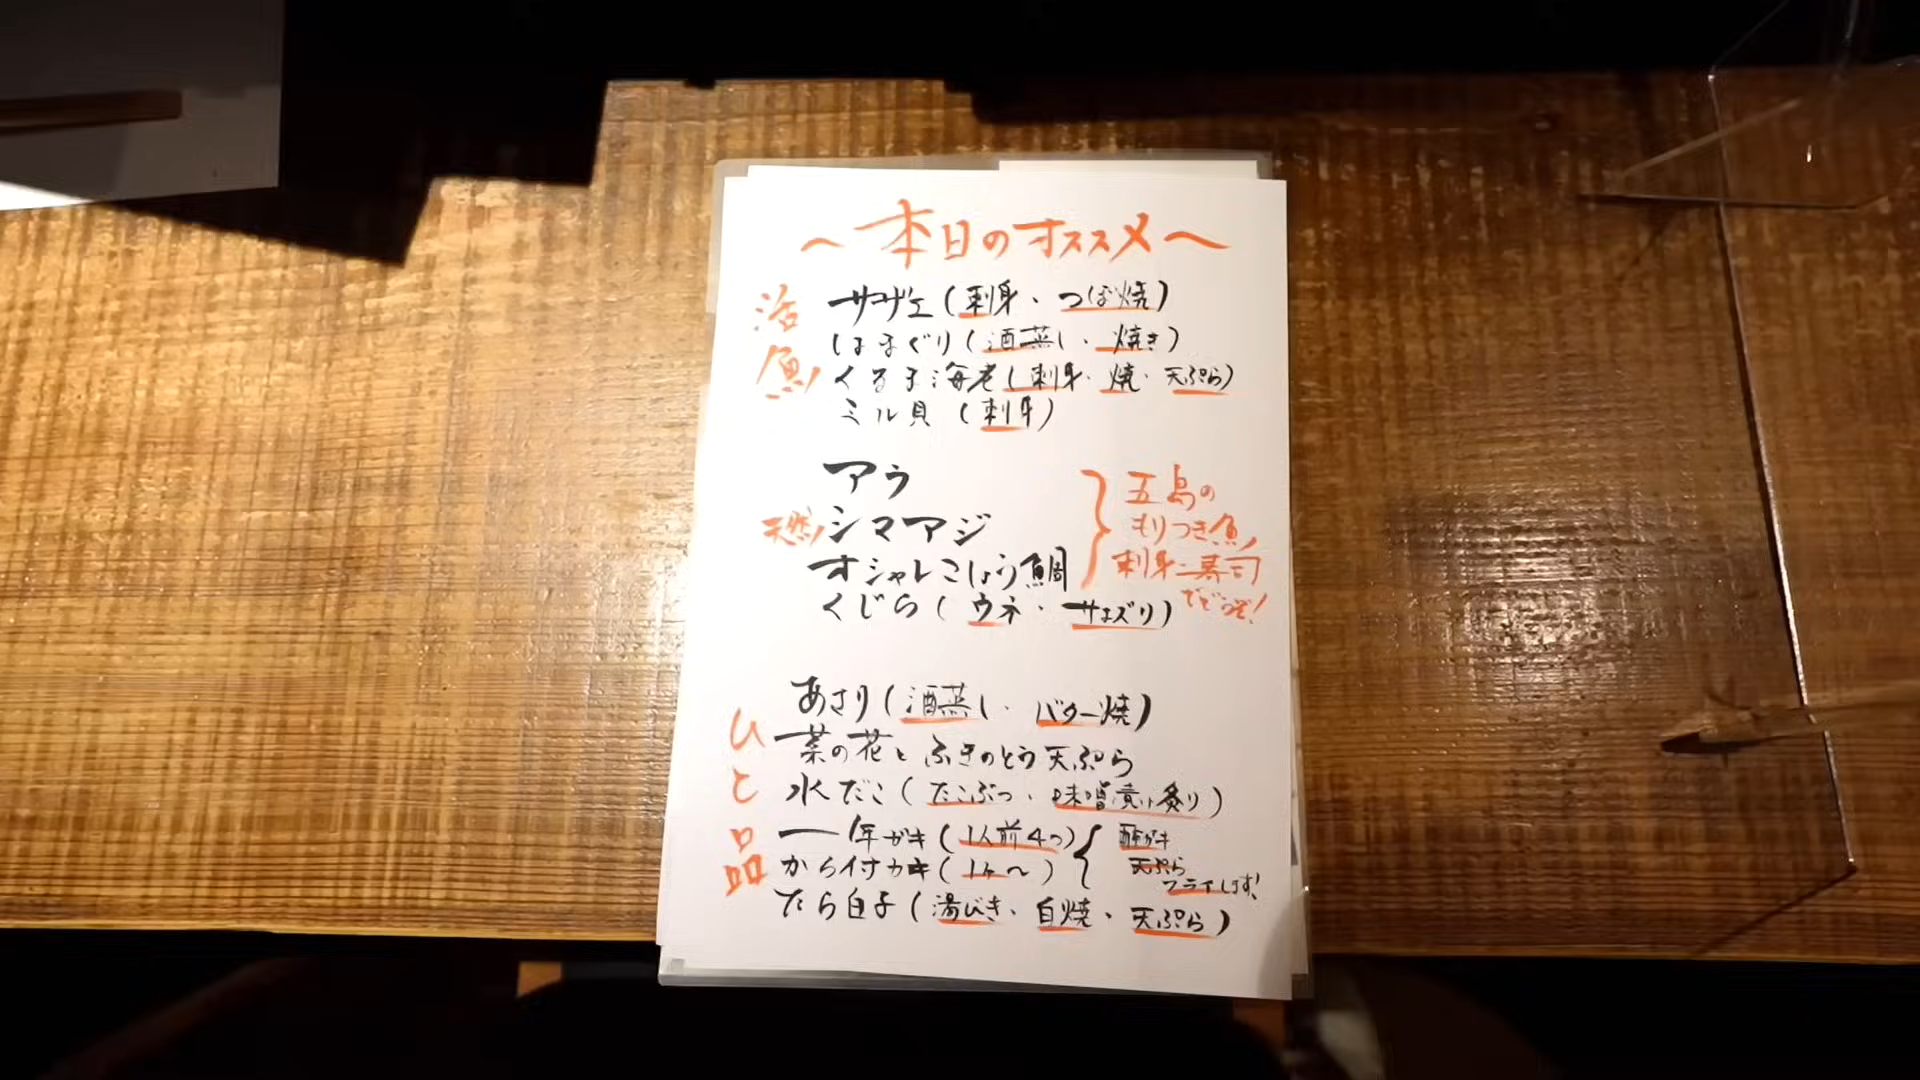 ～本日のオススメ～
活魚
サザエ(刺身・つぼ焼)
はまぐり(酒蒸し・焼き)
くるま海老(刺身・焼・天ぷら)
ミル貝(刺身)
アラ
天然 シマアジ
オシャレこしょう鯛
くじら(ウネ・サエズリ)
五島の
もりつき魚
刺身・寿司
でどうぞ!
ひと品
あさり(酒蒸し・バター焼)
菜の花とふきのとう天ぷら
水だこ(たこぶつ・味噌漬け炙り)
一年ガキ(1人前4つ)
から付カキ(1ヶ〜)
酢ガキ
天ぷら
フライします!
たら白子(湯びき・白焼・天ぷら)